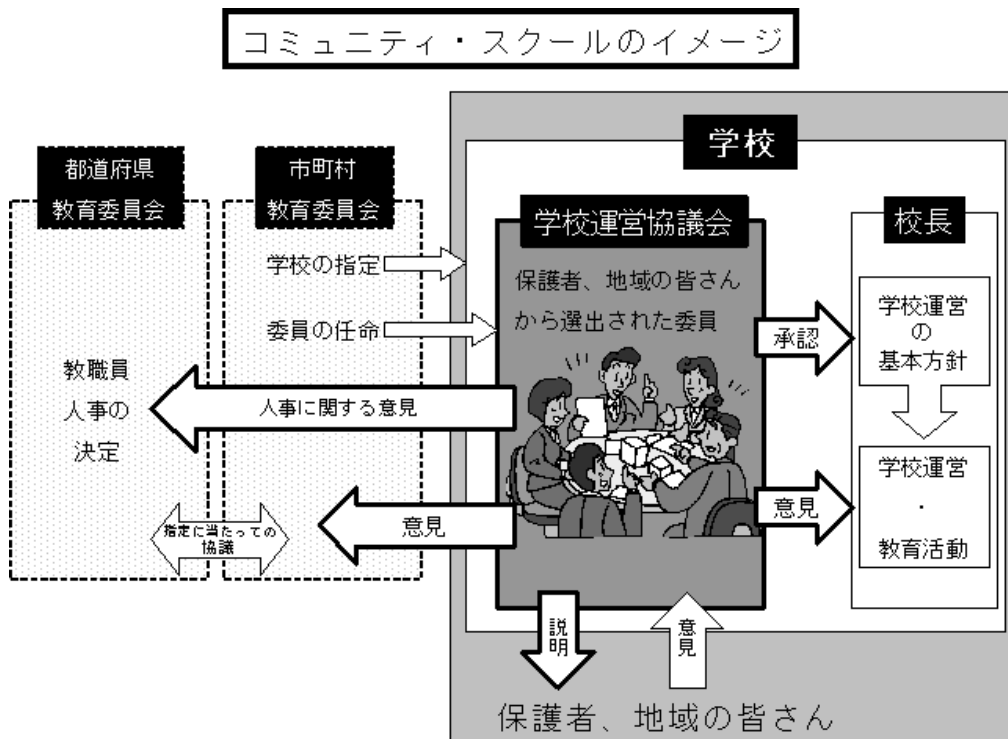 コミュニティ・スクールのイメージ
都道府県
教育委員会
市町村
教育委員会
学校
学校運営協議会
校長
学校の指定
委員の任命
保護者、地域の皆さん
から選出された委員
承認
学校運営
の
基本方針
教職員
人事の
決定
人事に関する意見
意見
指定に当たっての
協議
意見
学校運営
・
教育活動
説明
意見
保護者、地域の皆さん